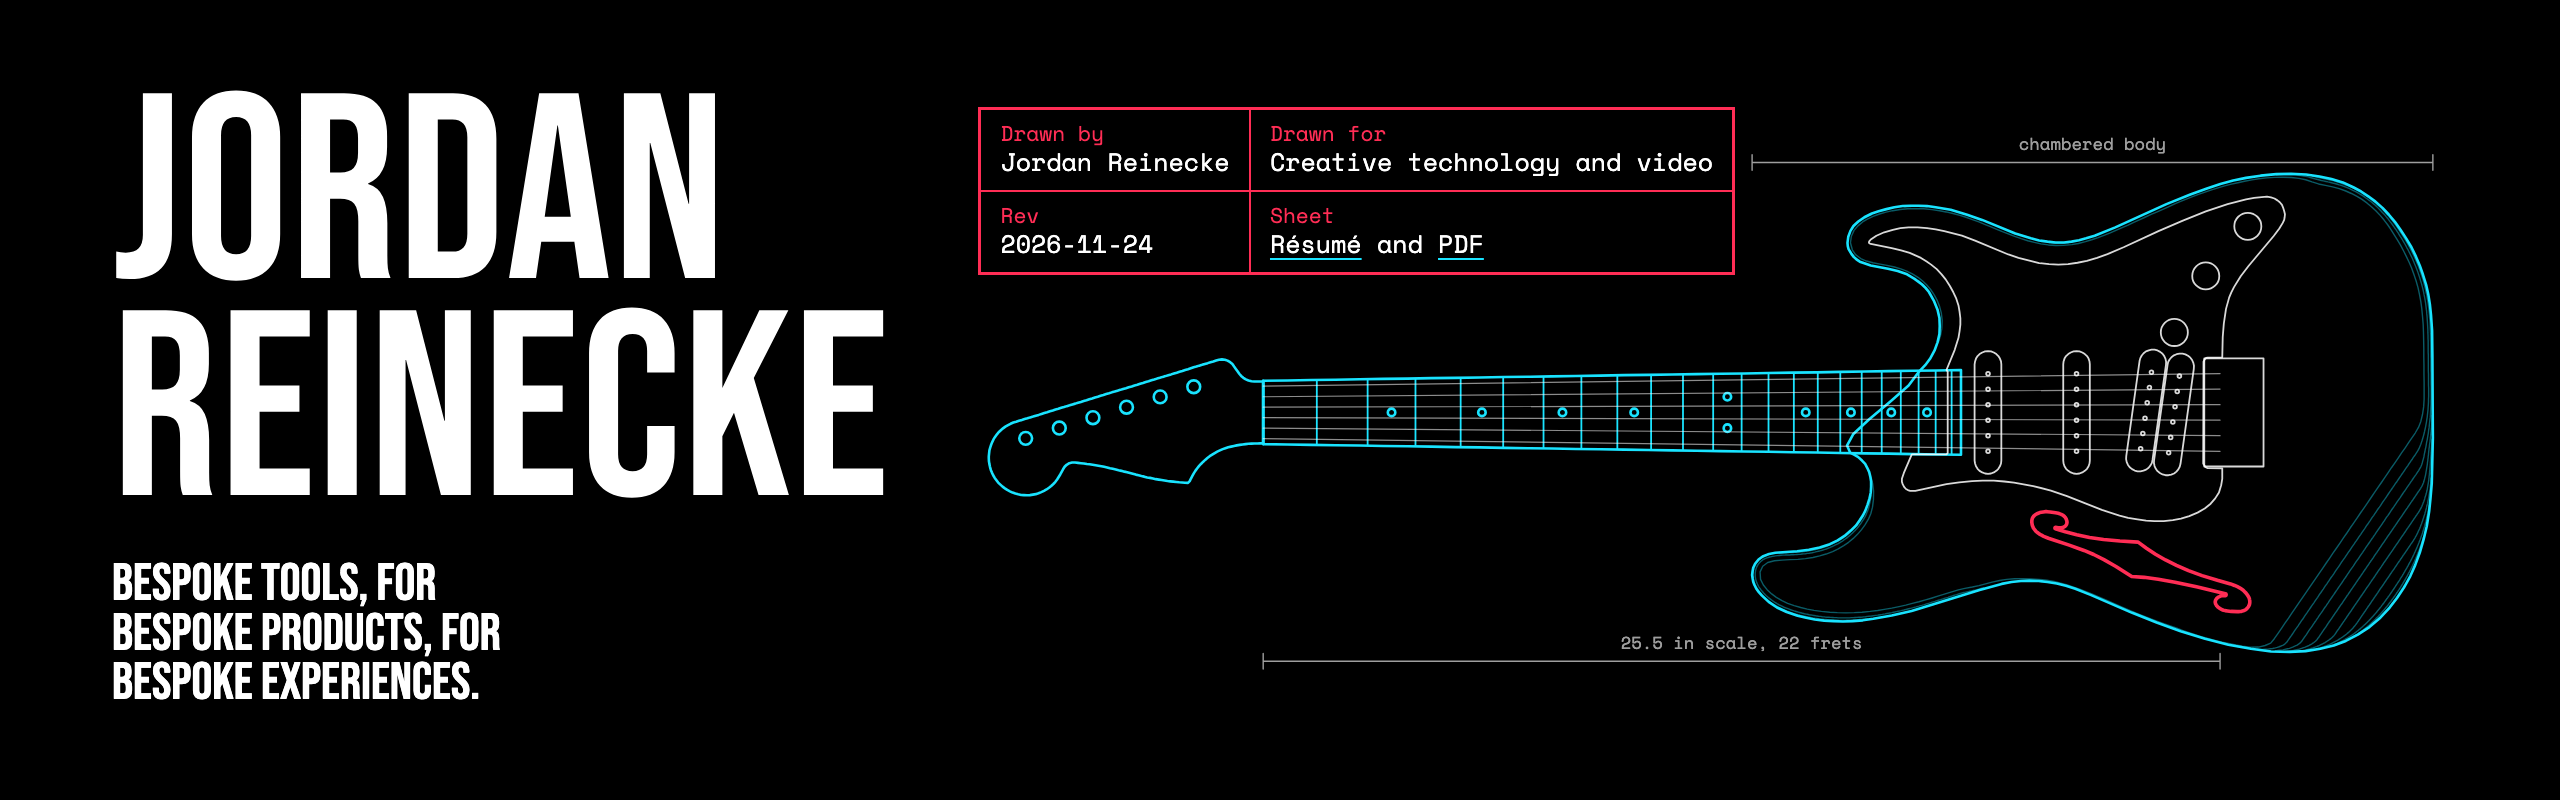 JORDAN
REINECKE
BESPOKE TOOLS, FOR
BESPOKE PRODUCTS, FOR
BESPOKE EXPERIENCES.
Drawn by
Jordan Reinecke
Drawn for
Creative technology and video
Rev
2026-11-24
Sheet
Résumé and PDF
chambered body
25.5 in scale, 22 frets